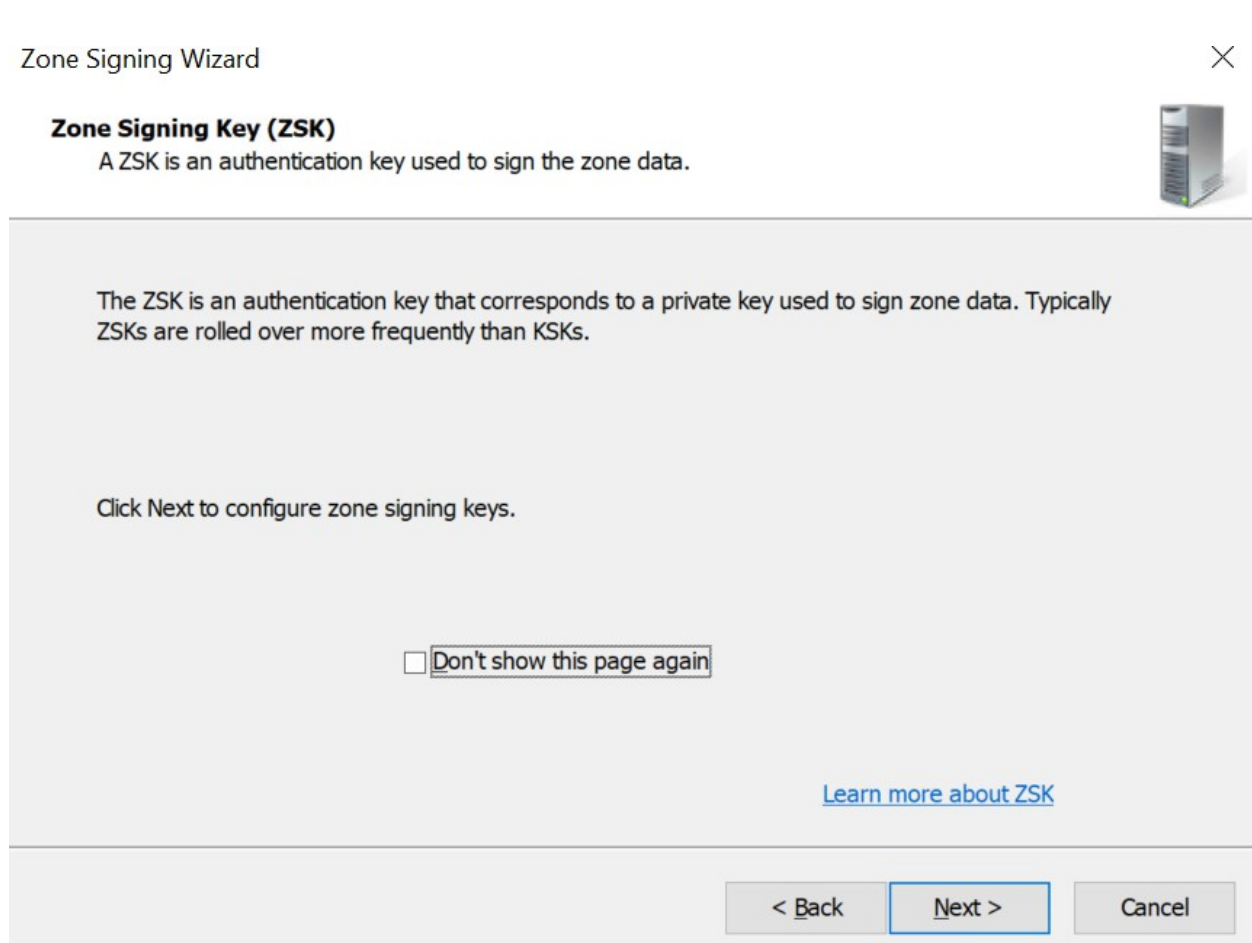 Zone Signing Wizard
Zone Signing Key (ZSK)
A ZSK is an authentication key used to sign the zone data.
The ZSK is an authentication key that corresponds to a private key used to sign zone data. Typically
ZSKs are rolled over more frequently than KSKs.
Click Next to configure zone signing keys.
Don't show this page again
Learn more about ZSK
< Back Next > Cancel